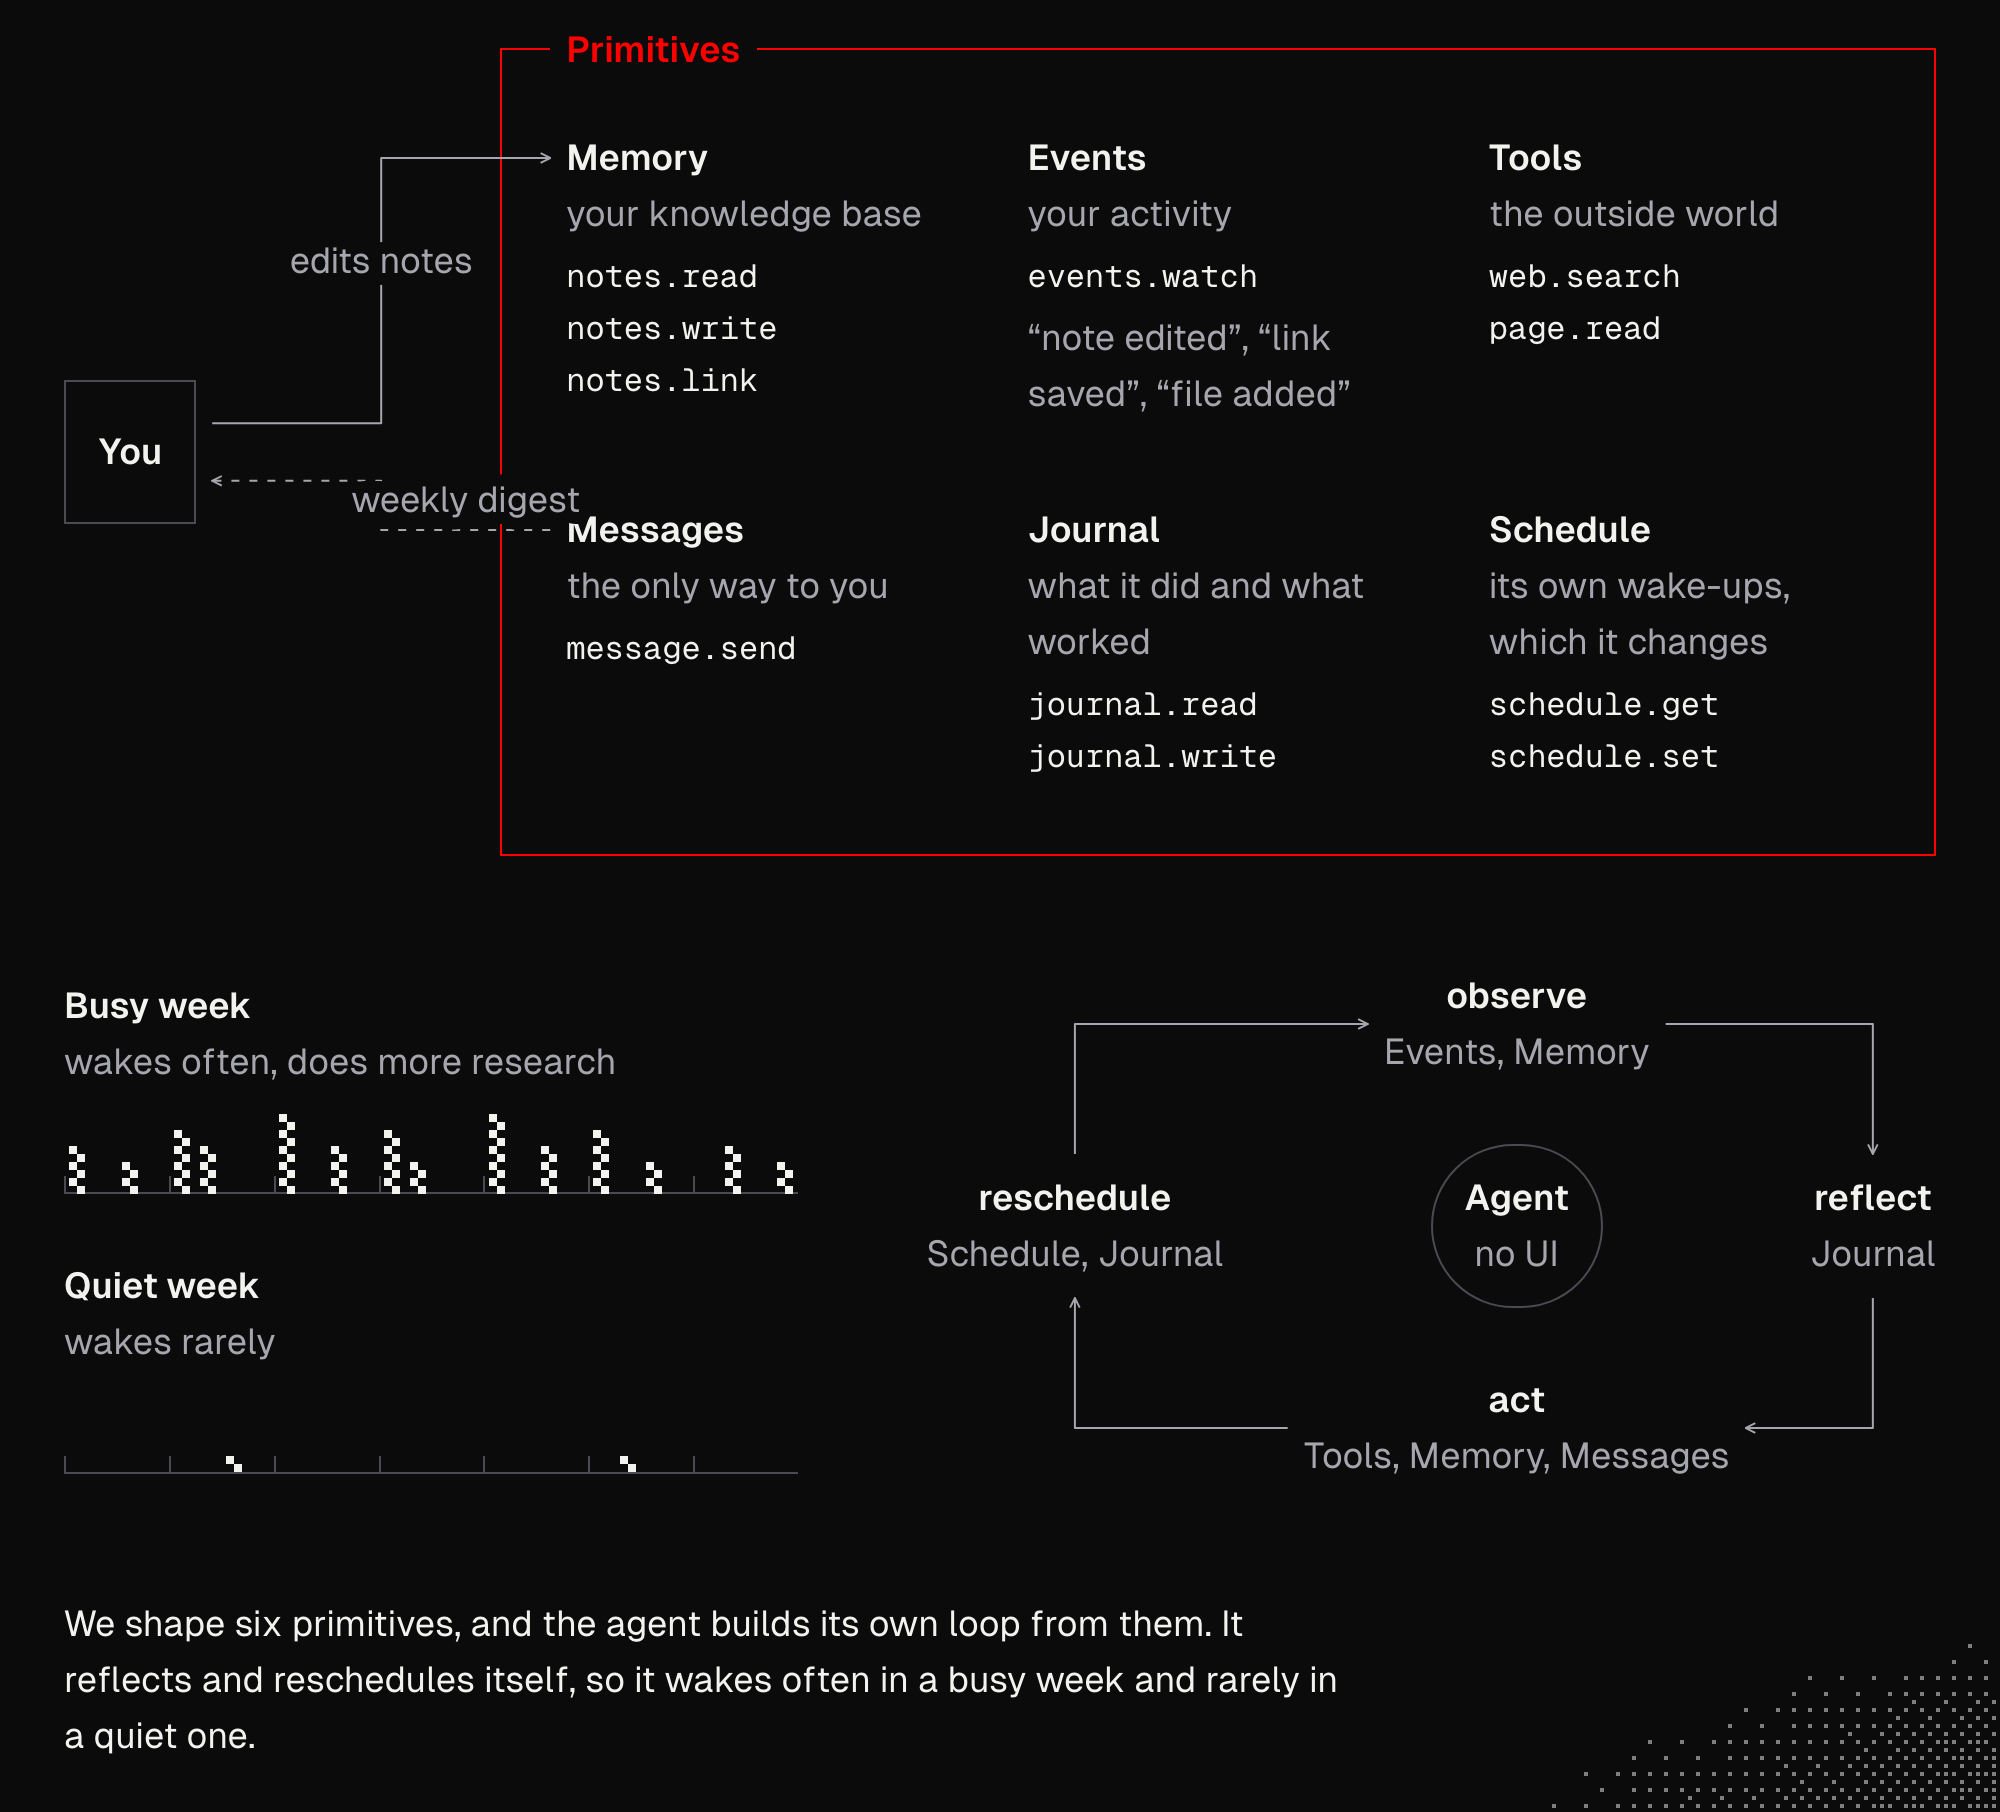 Primitives
Memory
your knowledge base
notes.read
notes.write
notes.link
Events
your activity
events.watch
“note edited”, “link
saved”, “file added”
Tools
the outside world
web.search
page.read
edits notes
You
weekly digest
Messages
the only way to you
message.send
Journal
what it did and what
worked
journal.read
journal.write
Schedule
its own wake-ups,
which it changes
schedule.get
schedule.set
Busy week
wakes often, does more research
Quiet week
wakes rarely
observe
Events, Memory
reschedule
Schedule, Journal
Agent
no UI
reflect
Journal
act
Tools, Memory, Messages
We shape six primitives, and the agent builds its own loop from them. It
reflects and reschedules itself, so it wakes often in a busy week and rarely in
a quiet one.